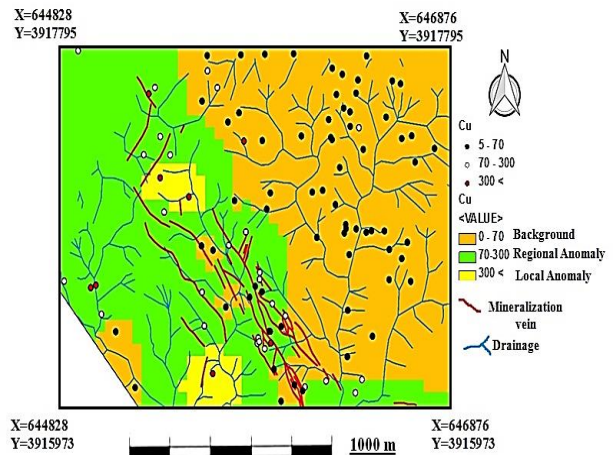 X=644828
Y=3917795
X=646876
Y=3917795
N
Cu
5 - 70
70 - 300
300 <
Cu
<VALUE>
0 - 70 Background
70-300 Regional Anomaly
300 < Local Anomaly
Mineralization
vein
Drainage
X=644828
Y=3915973
X=646876
Y=3915973
1000 m